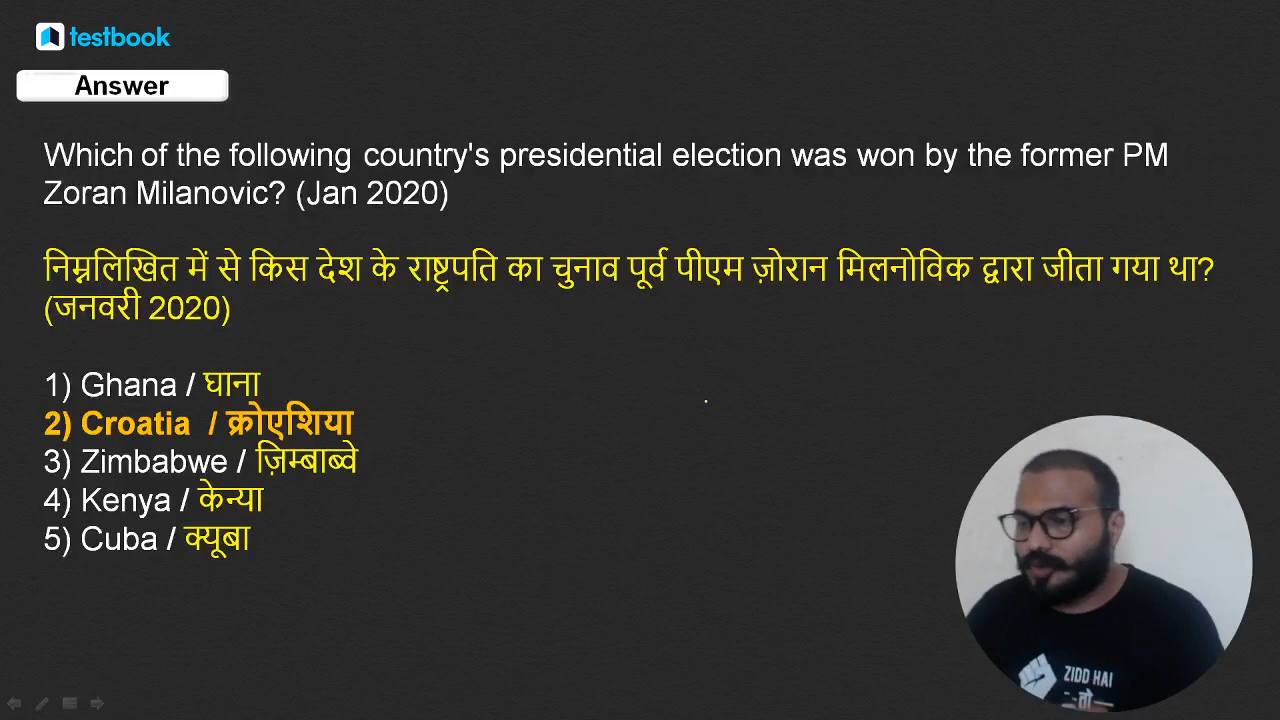 testbook
Answer
Which of the following country's presidential election was won by the former PM
Zoran Milanovic? (Jan 2020)
निम्नलिखित में से किस देश के राष्ट्रपति का चुनाव पूर्व पीएम ज़ोरान मिलनोविक द्वारा जीता गया था?
(जनवरी 2020)
1) Ghana / घाना
2) Croatia / क्रोएशिया
3) Zimbabwe / ज़िम्बाब्वे
4) Kenya / केन्या
5) Cuba / क्यूबा
ZIDD HAI
तो